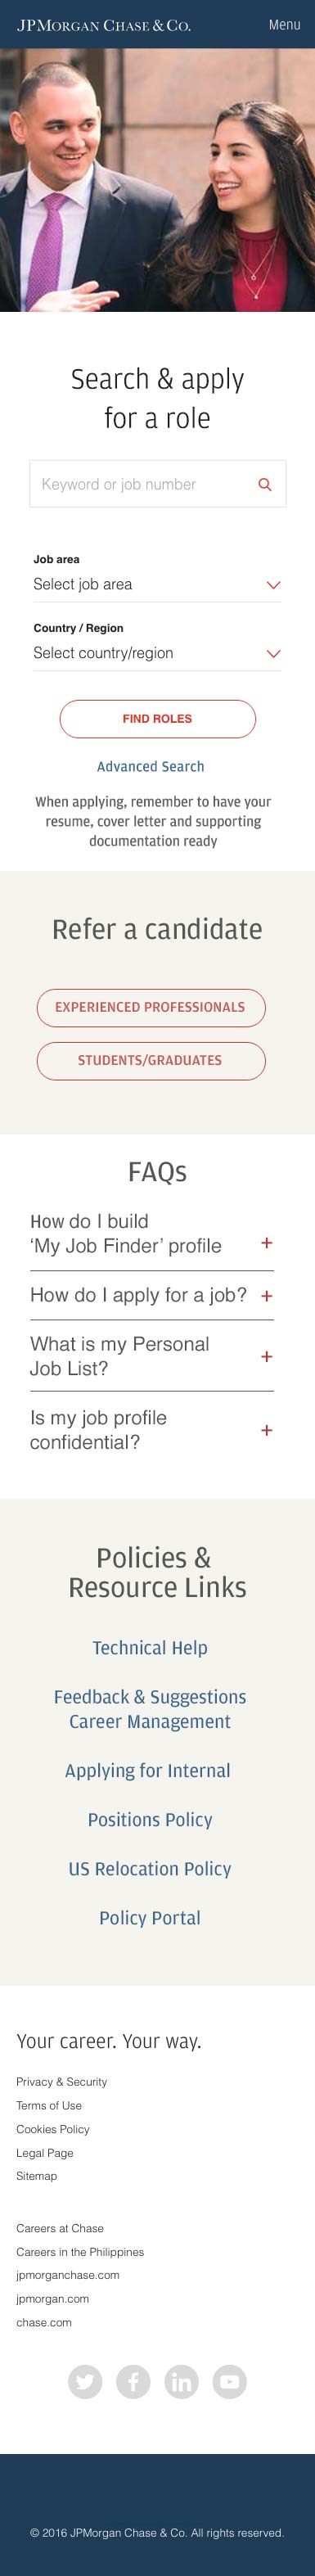 JPMORGAN CHASE & CO.
Menu
Search & apply
for a role
Keyword or job number
Job area
Select job area
Country / Region
Select country/region
FIND ROLES
Advanced Search
When applying, remember to have your
resume, cover letter and supporting
documentation ready
Refer a candidate
EXPERIENCED PROFESSIONALS
STUDENTS/GRADUATES
FAQs
How do I build
‘My Job Finder’ profile
+
How do I apply for a job? +
What is my Personal
Job List?
+
Is my job profile
confidential?
+
Policies &
Resource Links
Technical Help
Feedback & Suggestions
Career Management
Applying for Internal
Positions Policy
US Relocation Policy
Policy Portal
Your career. Your way.
Privacy & Security
Terms of Use
Cookies Policy
Legal Page
Sitemap
Careers at Chase
Careers in the Philippines
jpmorganchase.com
jpmorgan.com
chase.com
© 2016 JPMorgan Chase & Co. All rights reserved.